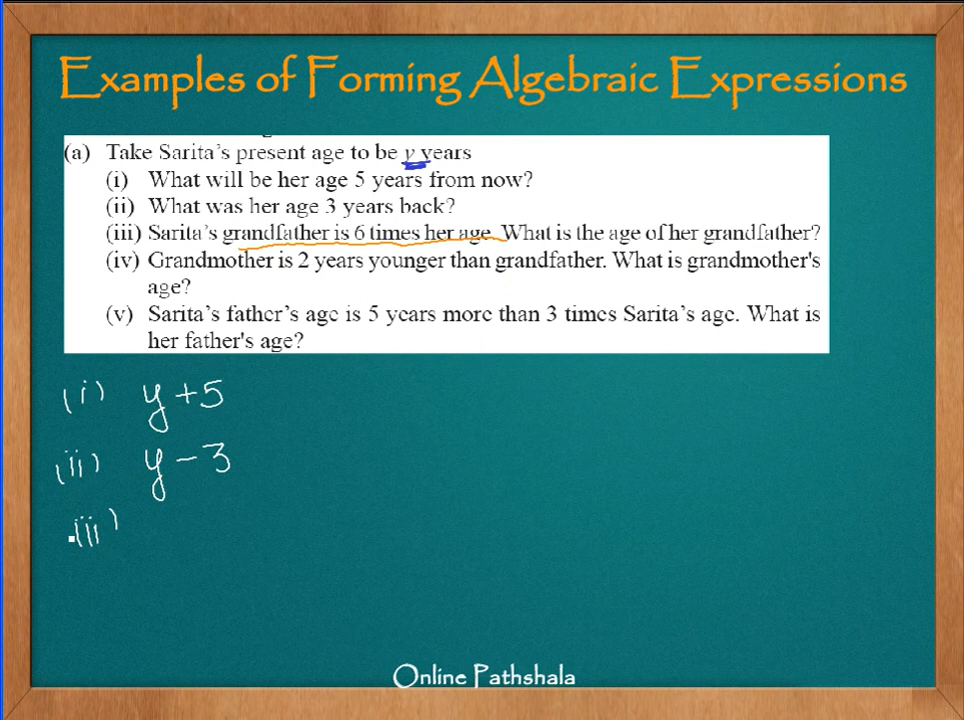 Examples of Forming Algebraic Expressions
(a) Take Sarita's present age to be y years
(i) What will be her age 5 years from now?
(ii) What was her age 3 years back?
(iii) Sarita's grandfather is 6 times her age. What is the age of her grandfather?
(iv) Grandmother is 2 years younger than grandfather. What is grandmother's
age?
(v) Sarita's father's age is 5 years more than 3 times Sarita's age. What is
her father's age?
(i) y + 5
(ii) y - 3
(iii)
Online Pathshala